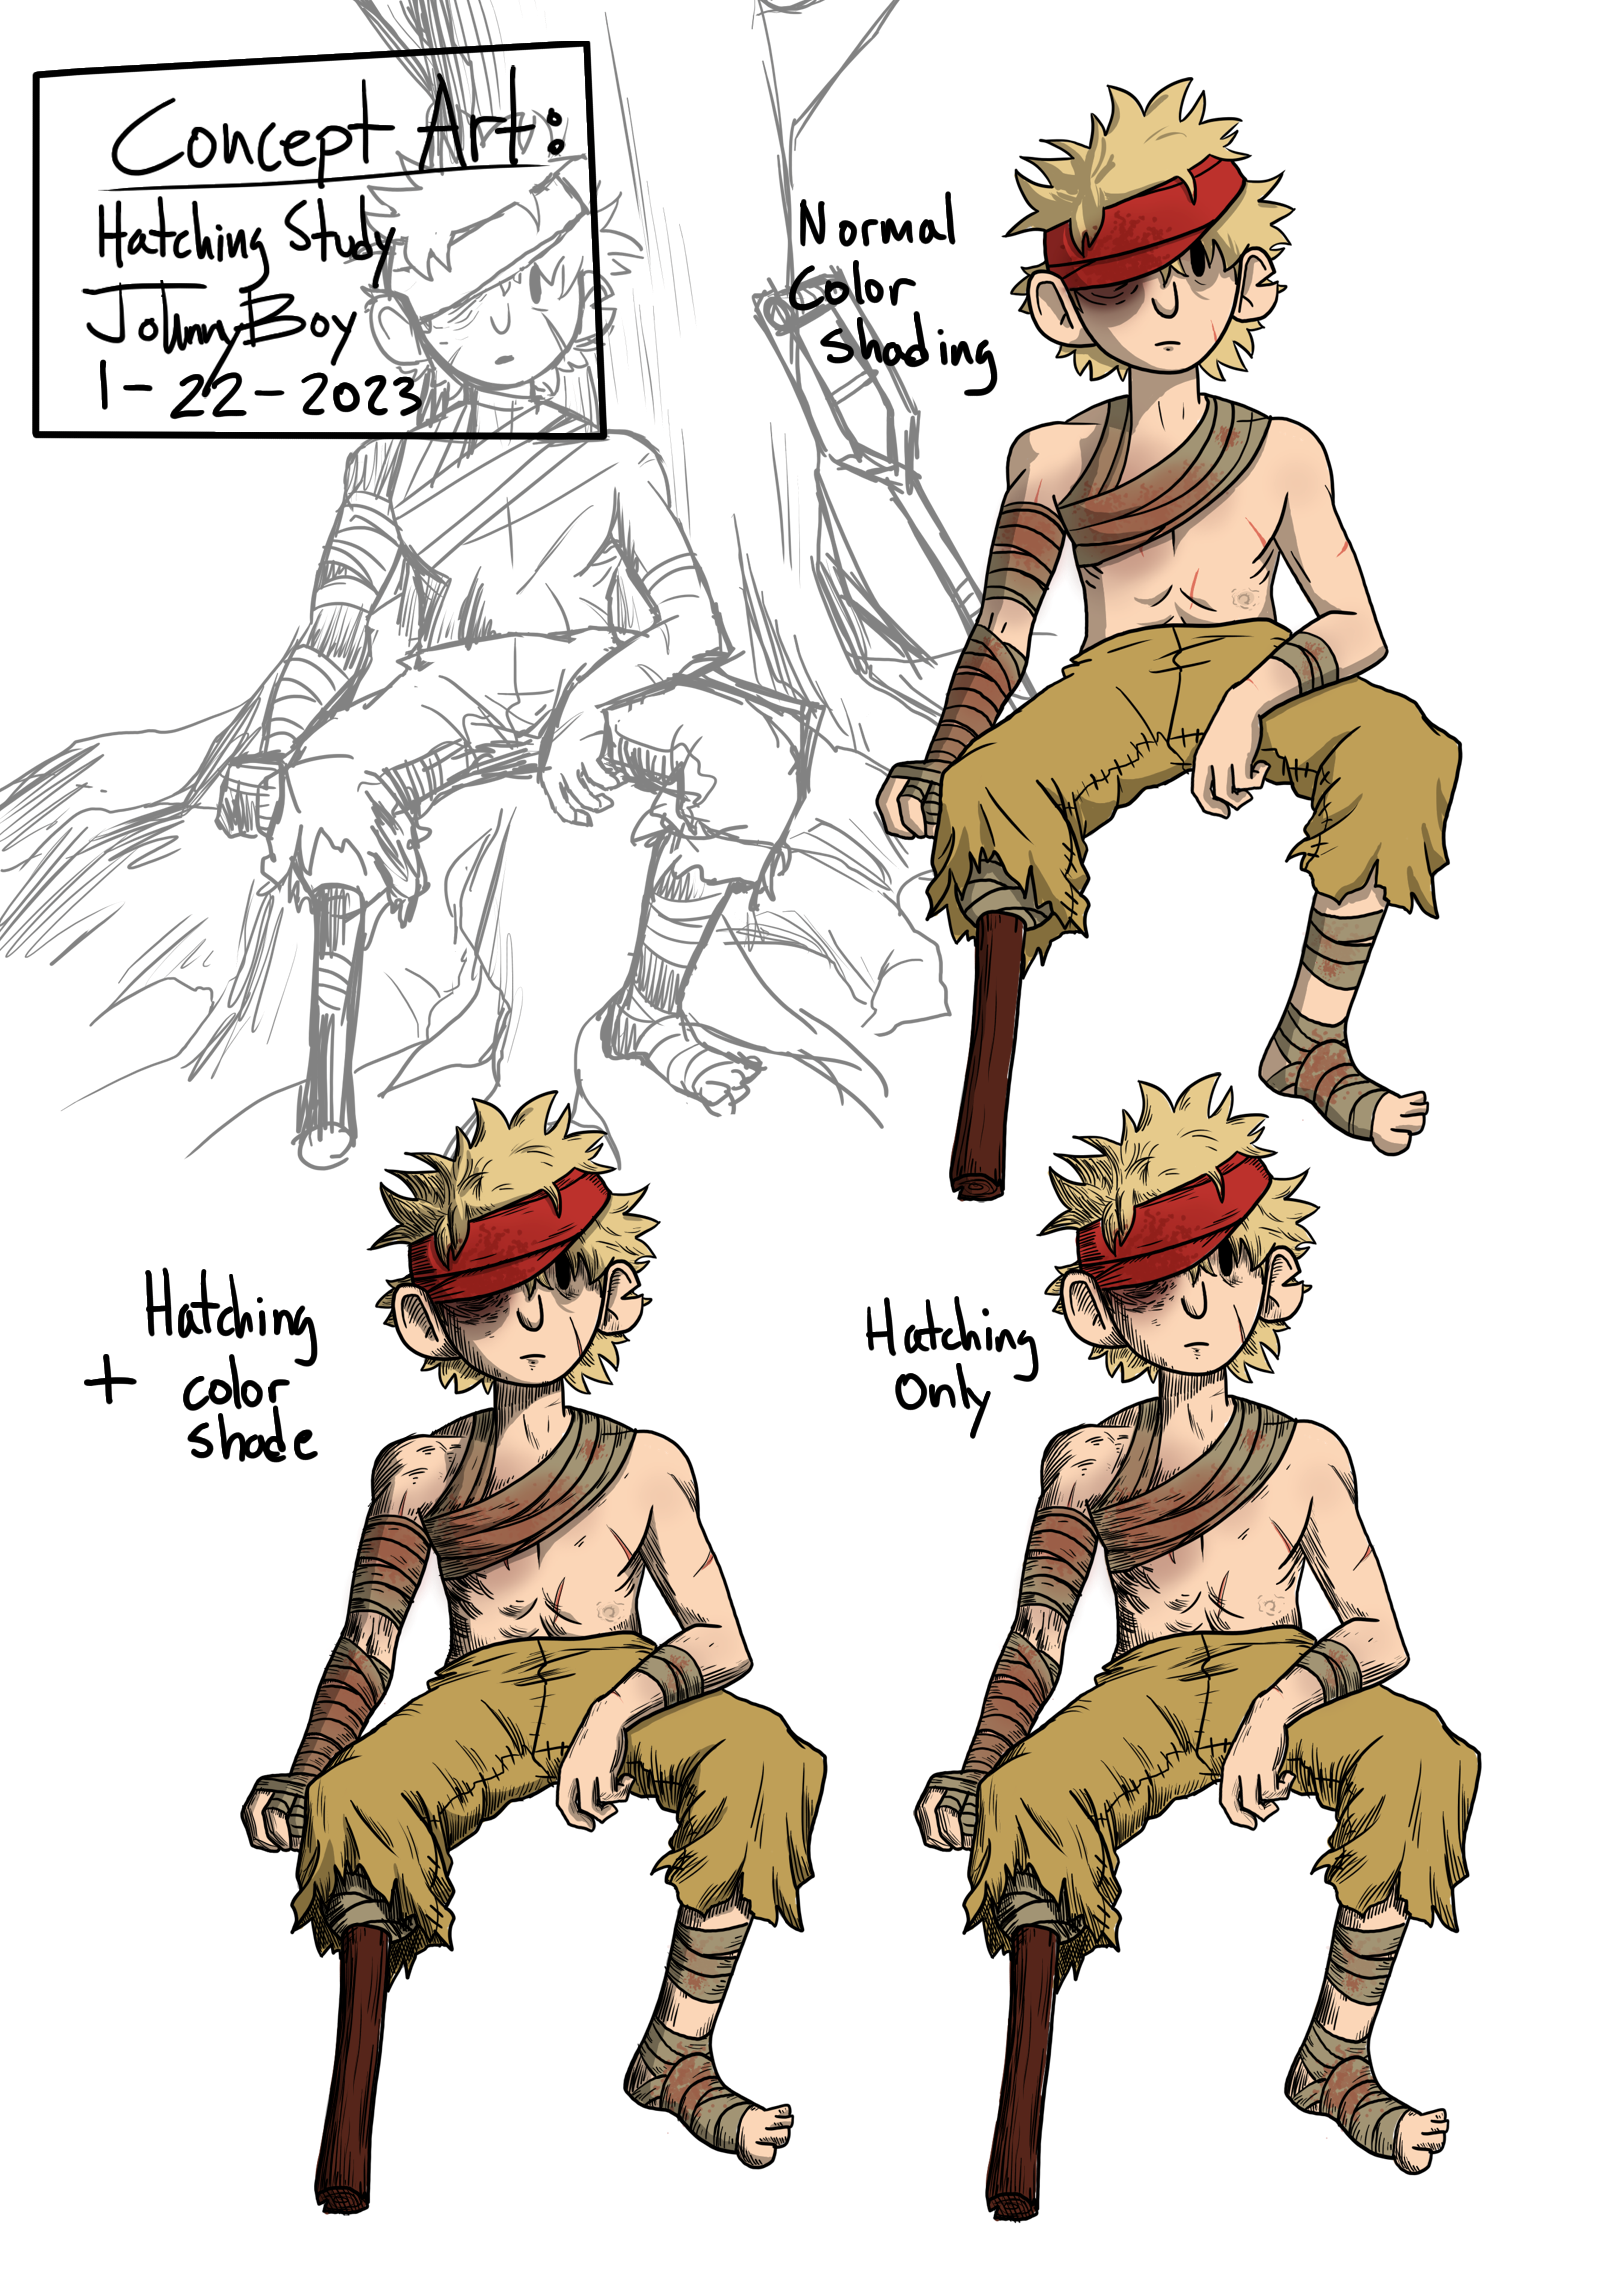 Concept Art:
Hatching Study
JohnnyBoy
1-22-2023
Normal
Color
Shading
Hatching
+ color
shade
Hatching
Only